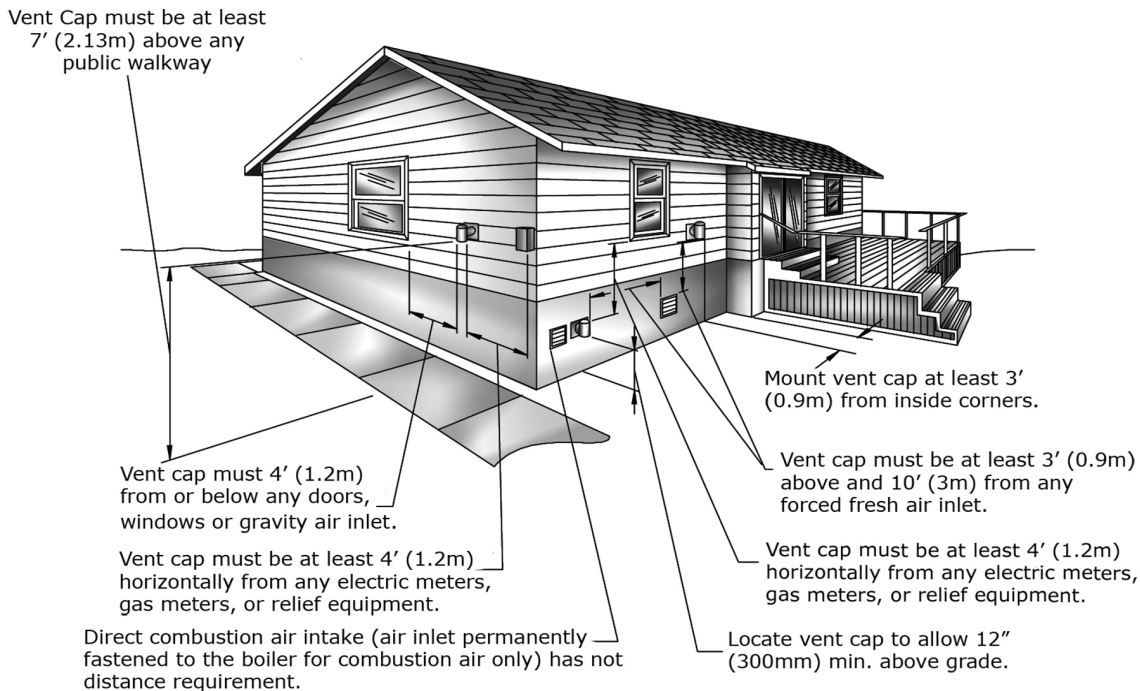 Vent Cap must be at least
7′ (2.13m) above any
public walkway
Vent cap must 4′ (1.2m)
from or below any doors,
windows or gravity air inlet.
Vent cap must be at least 4′ (1.2m)
horizontally from any electric meters,
gas meters, or relief equipment.
Direct combustion air intake (air inlet permanently
fastened to the boiler for combustion air only) has not
distance requirement.
Mount vent cap at least 3′
(0.9m) from inside corners.
Vent cap must be at least 3′ (0.9m)
above and 10′ (3m) from any
forced fresh air inlet.
Vent cap must be at least 4′ (1.2m)
horizontally from any electric meters,
gas meters, or relief equipment.
Locate vent cap to allow 12″
(300mm) min. above grade.